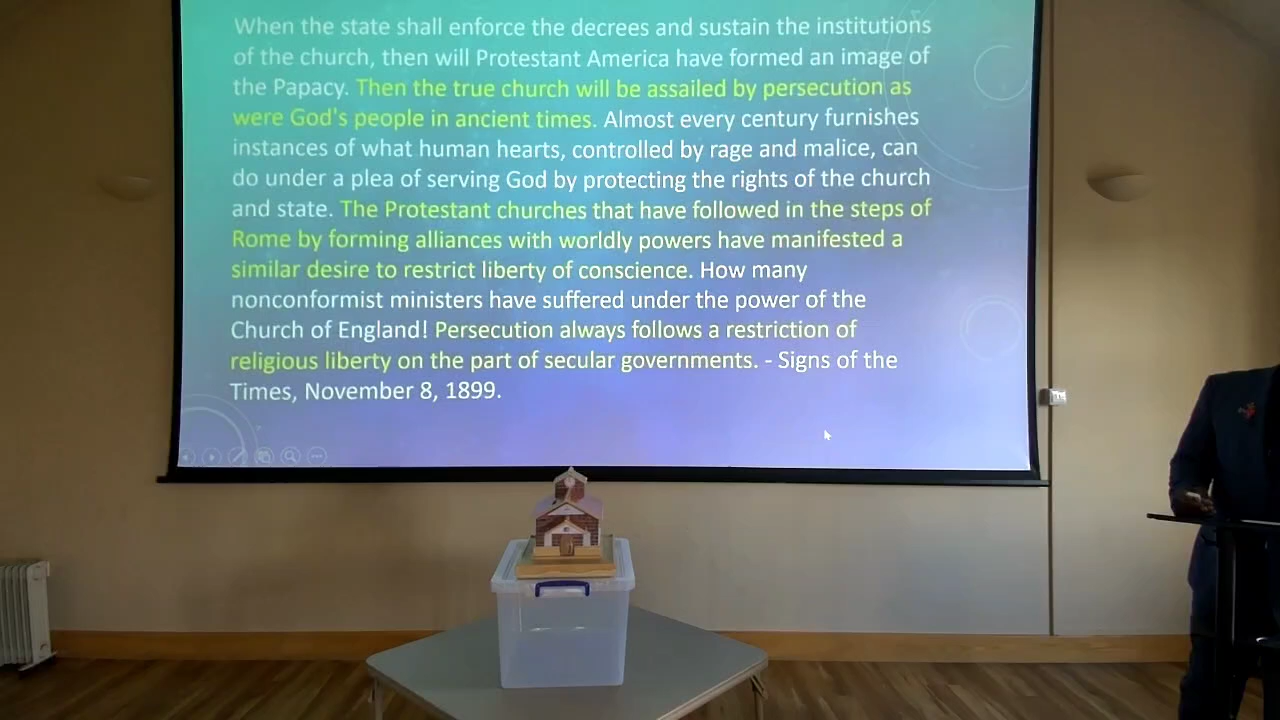 When the state shall enforce the decrees and sustain the institutions
of the church, then will Protestant America have formed an image of
the Papacy. Then the true church will be assailed by persecution as
were God's people in ancient times. Almost every century furnishes
instances of what human hearts, controlled by rage and malice, can
do under a plea of serving God by protecting the rights of the church
and state. The Protestant churches that have followed in the steps of
Rome by forming alliances with worldly powers have manifested a
similar desire to restrict liberty of conscience. How many
nonconformist ministers have suffered under the power of the
Church of England! Persecution always follows a restriction of
religious liberty on the part of secular governments. - Signs of the
Times, November 8, 1899.